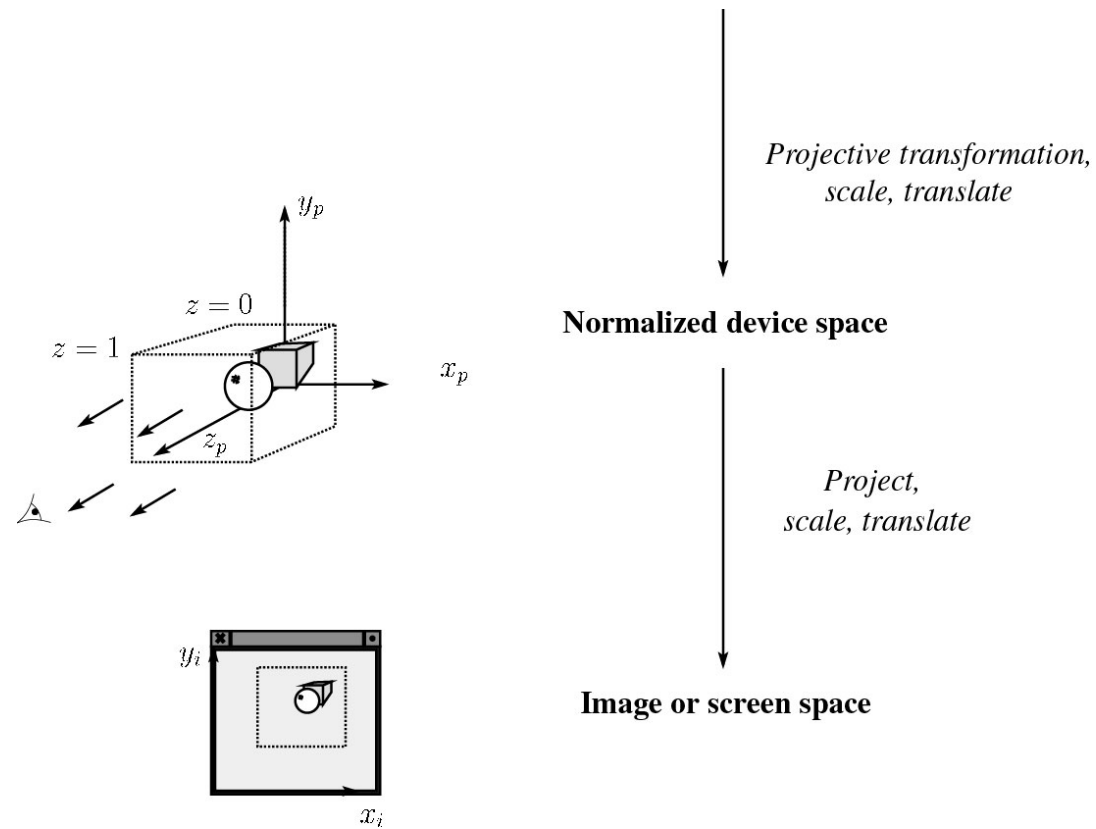 Projective transformation,
scale, translate
y_p
z = 0
Normalized device space
z = 1
x_p
z_p
Project,
scale, translate
y_i
Image or screen space
x_i